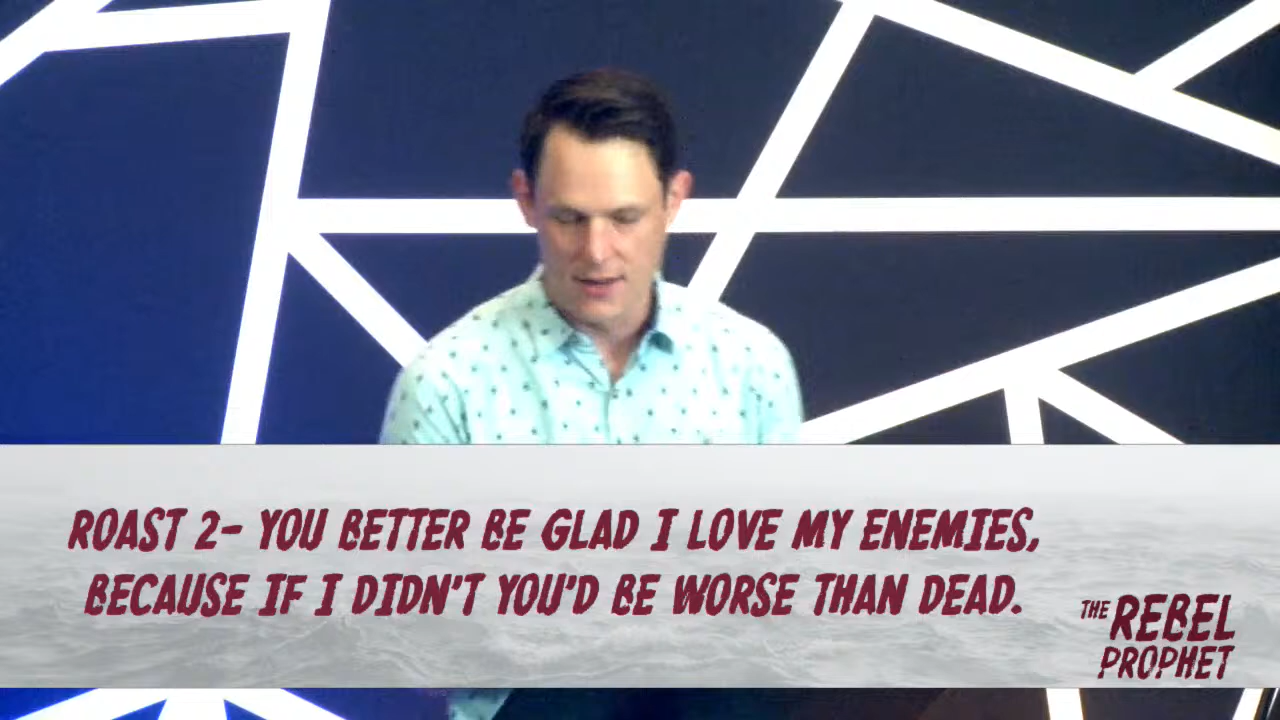 ROAST 2- YOU BETTER BE GLAD I LOVE MY ENEMIES,
BECAUSE IF I DIDN'T YOU'D BE WORSE THAN DEAD.
THE REBEL
PROPHET